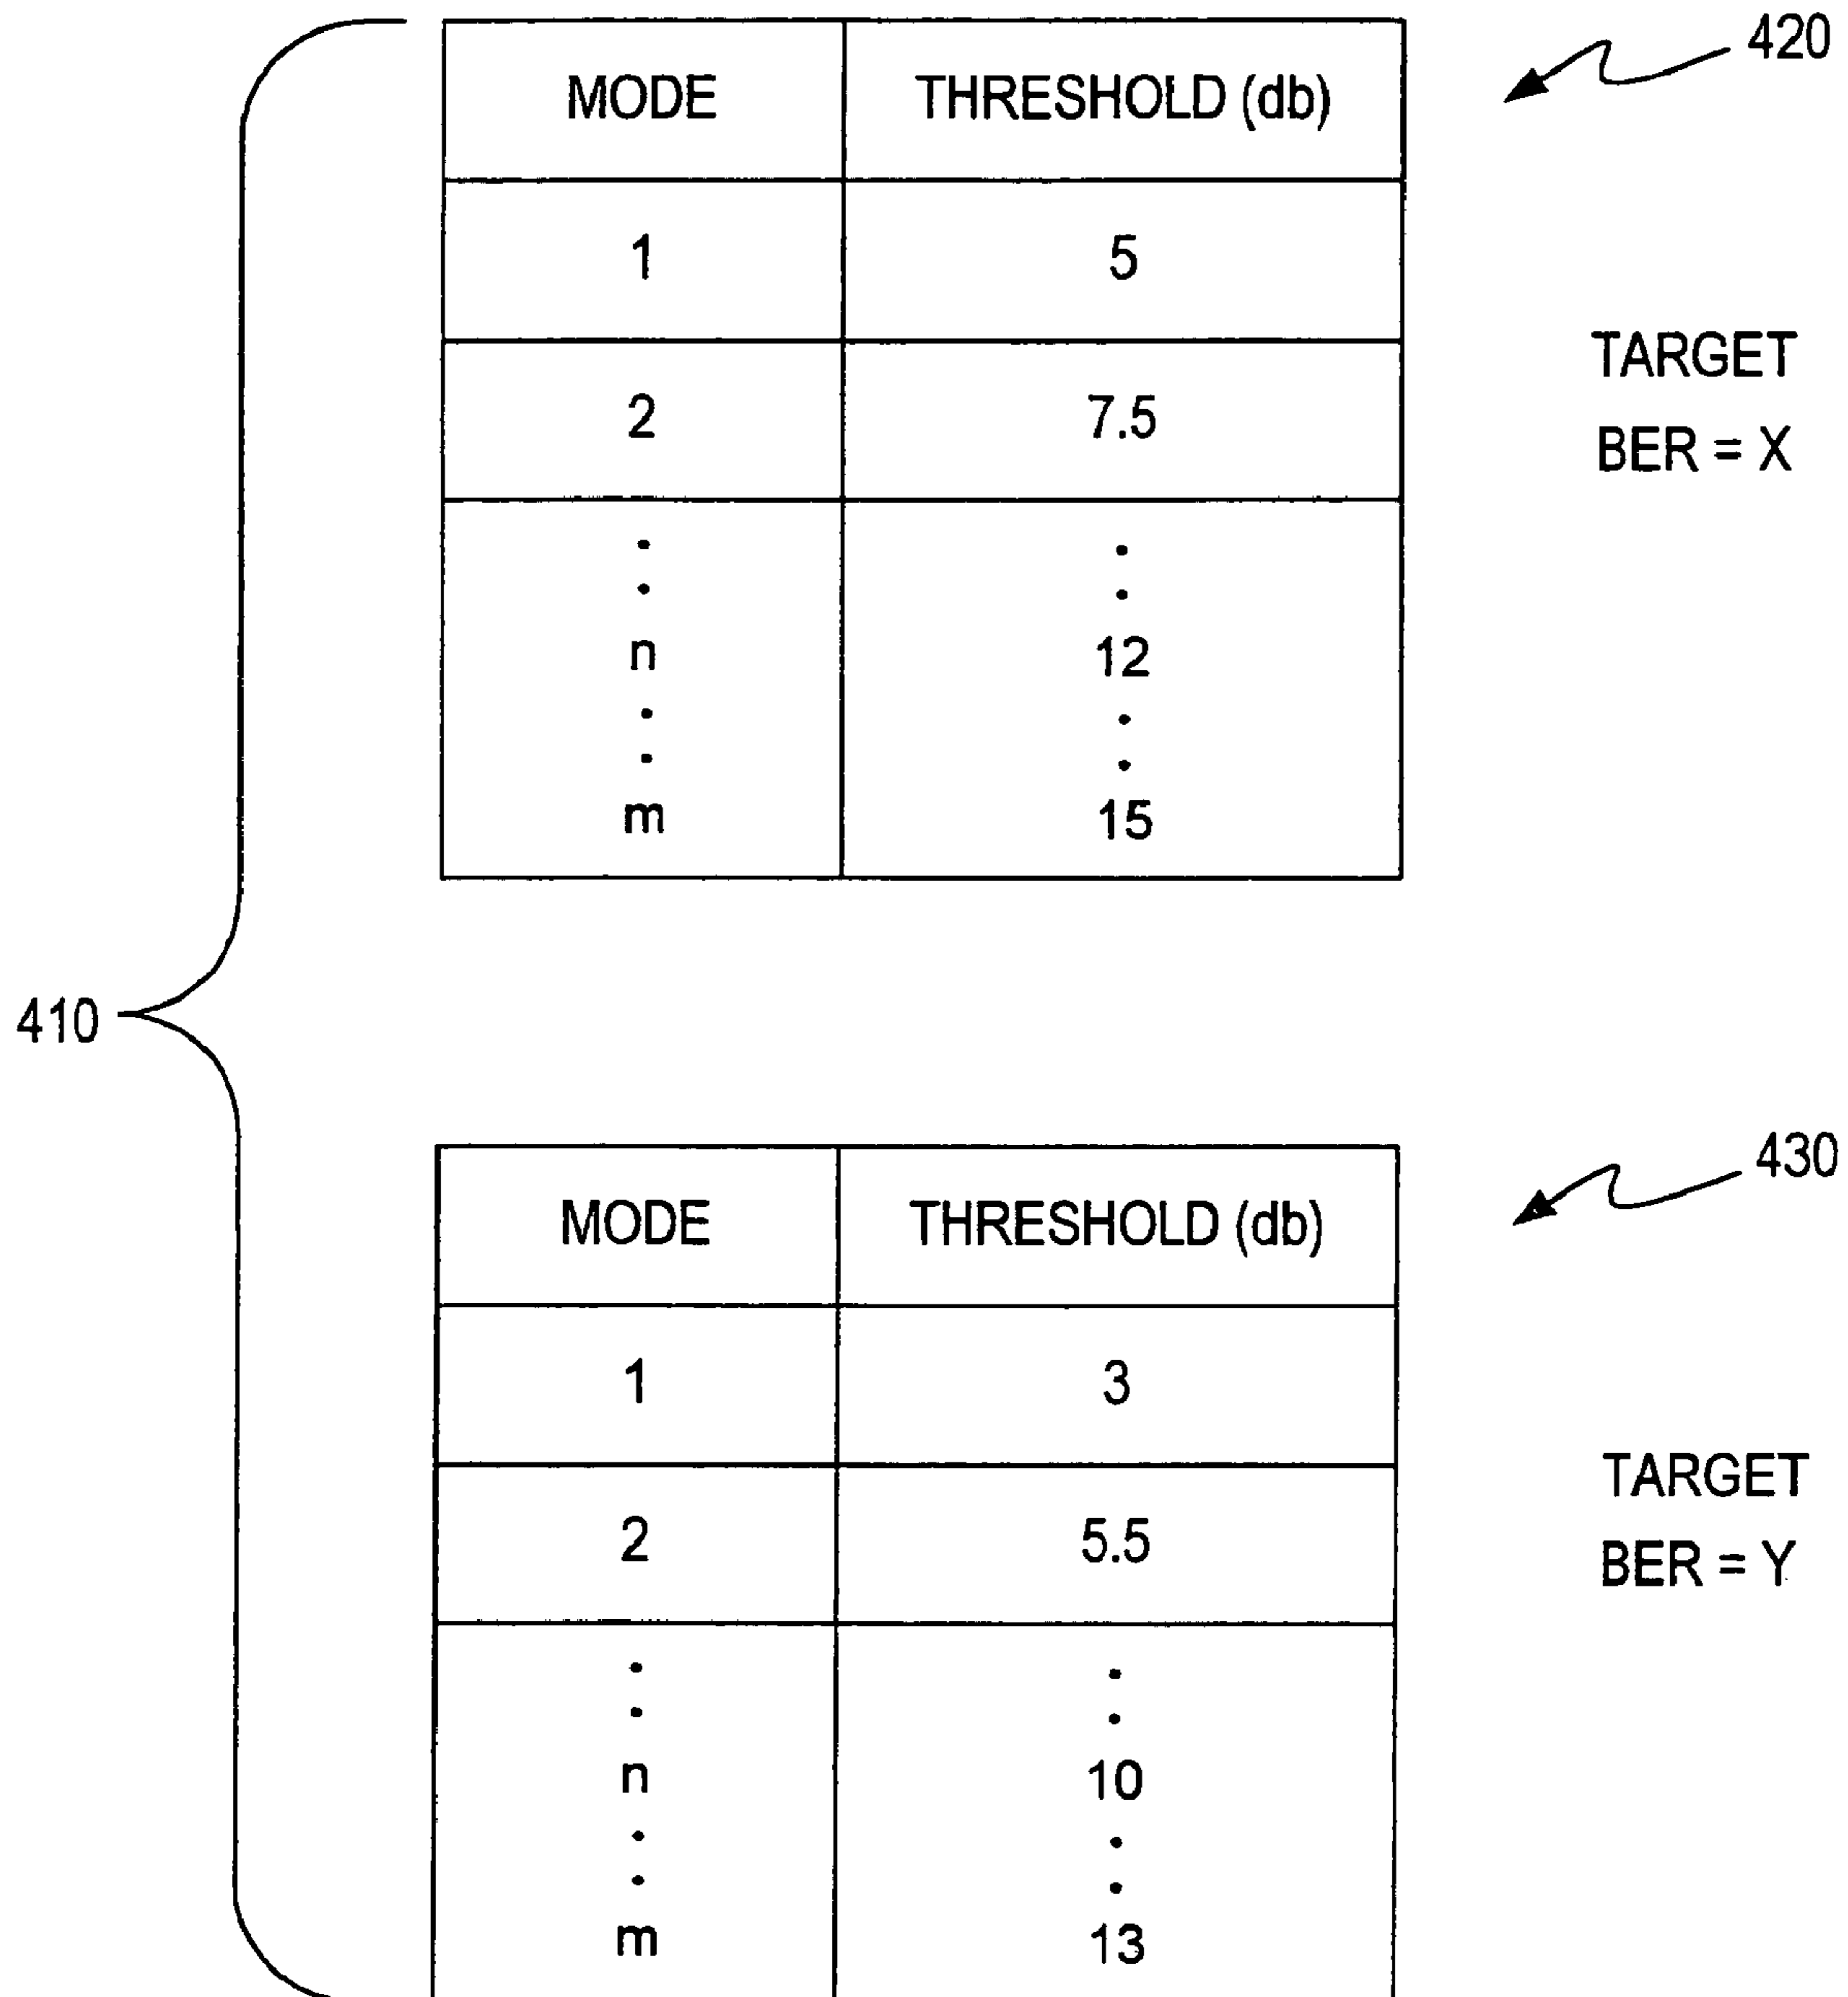 420
MODE THRESHOLD (db)
1 5
2 7.5
n 12
m 15
TARGET
BER = X
410
430
MODE THRESHOLD (db)
1 3
2 5.5
n 10
m 13
TARGET
BER = Y